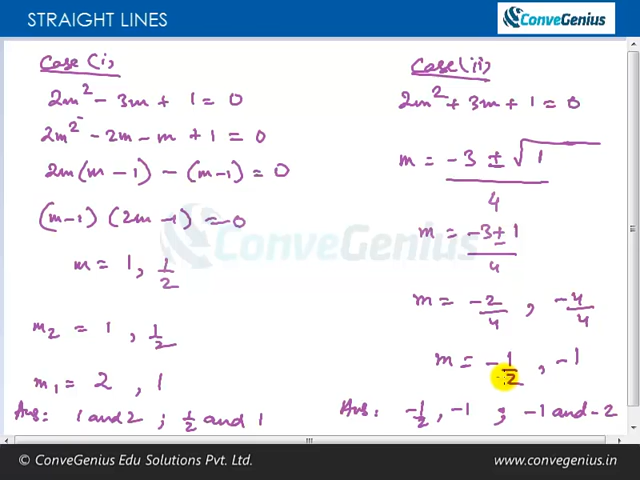 STRAIGHT LINES
ConveGenius
Case (i)
2m² - 3m + 1 = 0
2m² - 2m - m + 1 = 0
2m(m - 1) - (m-1) = 0
(m-1) (2m - 1) = 0
m = 1, 1/2
m₂ = 1, 1/2
m₁ = 2, 1
Ans: 1 and 2 ; 1/2 and 1
Case (ii)
2m² + 3m + 1 = 0
m = (-3 ± √1)/4
m = (-3 ± 1)/4
m = -2/4 , -4/4
m = -1/2 , -1
Ans: -1/2 , -1 ; -1 and -2
ConveGenius
© ConveGenius Edu Solutions Pvt. Ltd.
www.convegenius.in